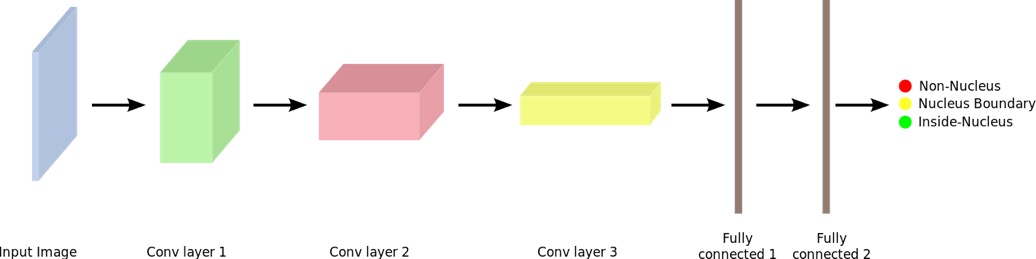 Non-Nucleus
Nucleus Boundary
Inside-Nucleus
Input Image
Conv layer 1
Conv layer 2
Conv layer 3
Fully
connected 1
Fully
connected 2